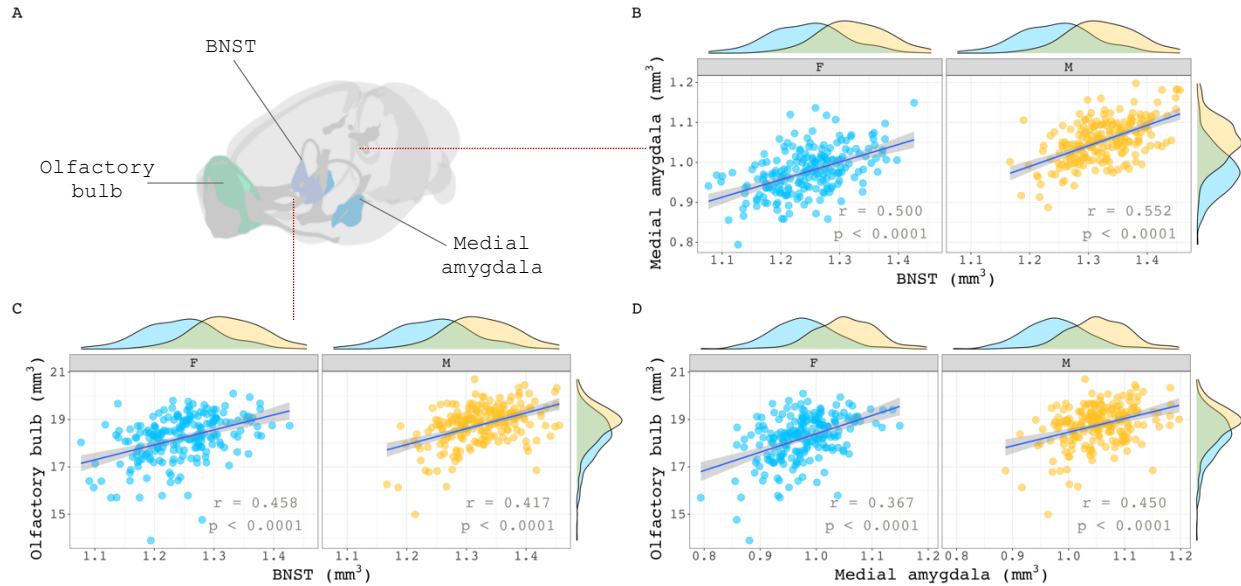 A
BNST
Olfactory
bulb
Medial
amygdala
B
F
M
Medial amygdala (mm³)
1.2
1.1
1.0
0.9
0.8
r = 0.500
p < 0.0001
r = 0.552
p < 0.0001
1.1 1.2 1.3 1.4 1.1 1.2 1.3 1.4
BNST (mm³)
C
F
M
Olfactory bulb (mm³)
21
19
17
15
r = 0.458
p < 0.0001
r = 0.417
p < 0.0001
1.1 1.2 1.3 1.4 1.1 1.2 1.3 1.4
BNST (mm³)
D
F
M
Olfactory bulb (mm³)
21
19
17
15
r = 0.367
p < 0.0001
r = 0.450
p < 0.0001
0.8 0.9 1.0 1.1 1.2 0.8 0.9 1.0 1.1 1.2
Medial amygdala (mm³)